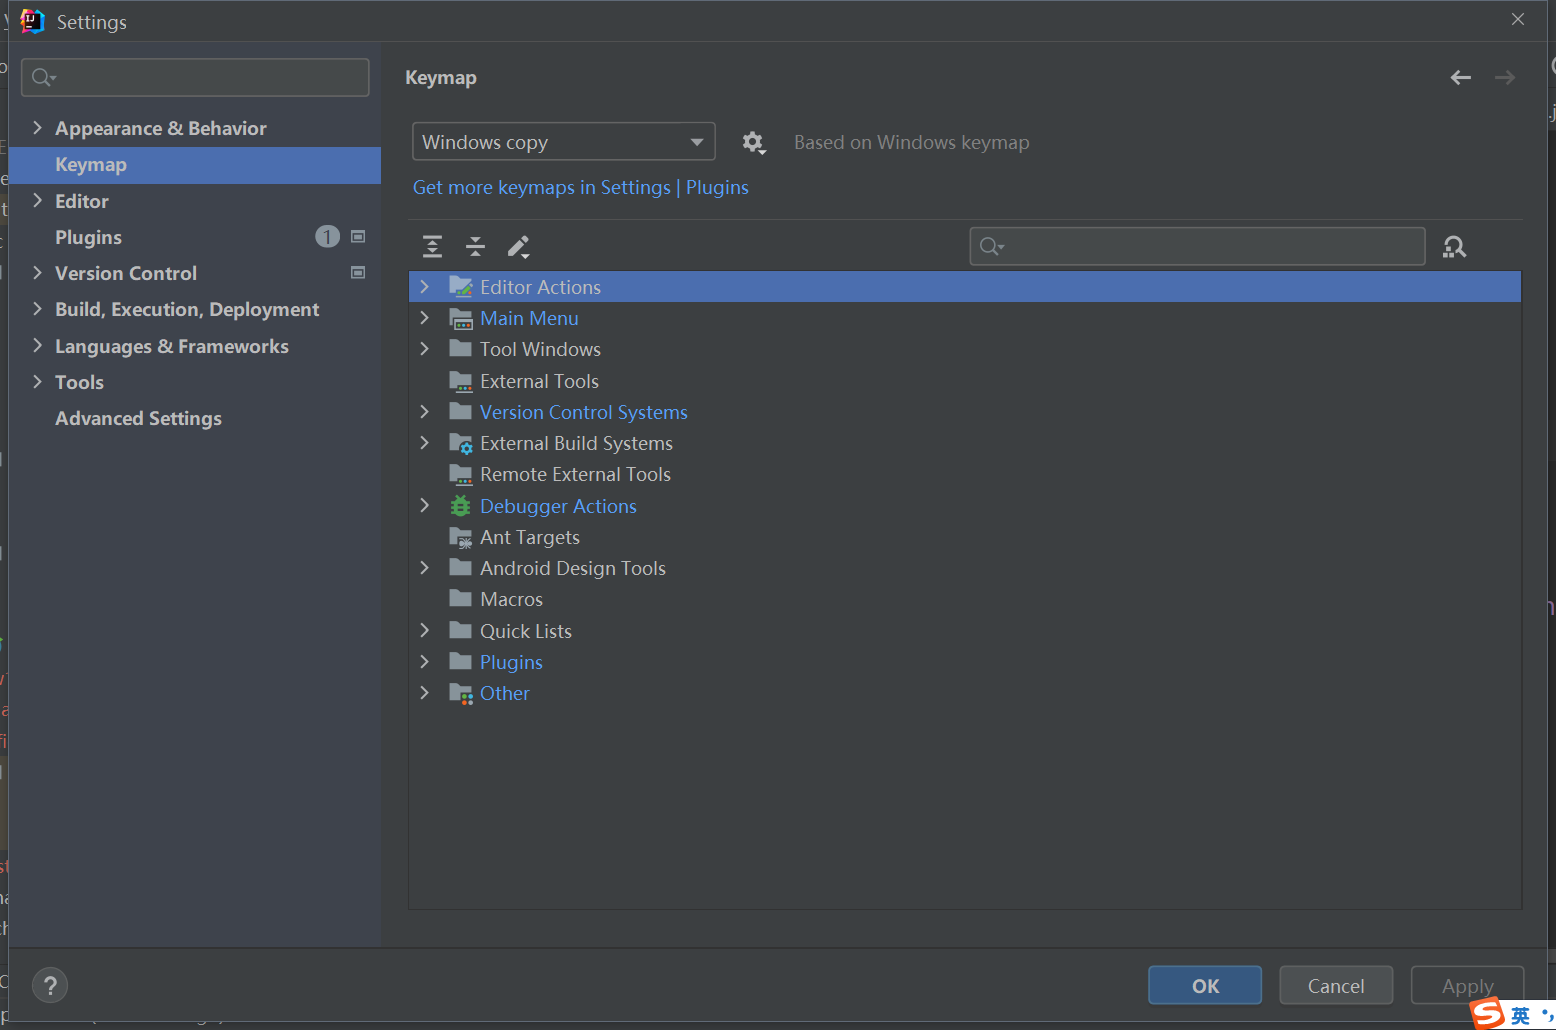 Settings
Keymap
Appearance & Behavior
Keymap
Editor
Plugins
1
Version Control
Build, Execution, Deployment
Languages & Frameworks
Tools
Advanced Settings
Windows copy
Based on Windows keymap
Get more keymaps in Settings | Plugins
Editor Actions
Main Menu
Tool Windows
External Tools
Version Control Systems
External Build Systems
Remote External Tools
Debugger Actions
Ant Targets
Android Design Tools
Macros
Quick Lists
Plugins
Other
?
OK
Cancel
Apply
英